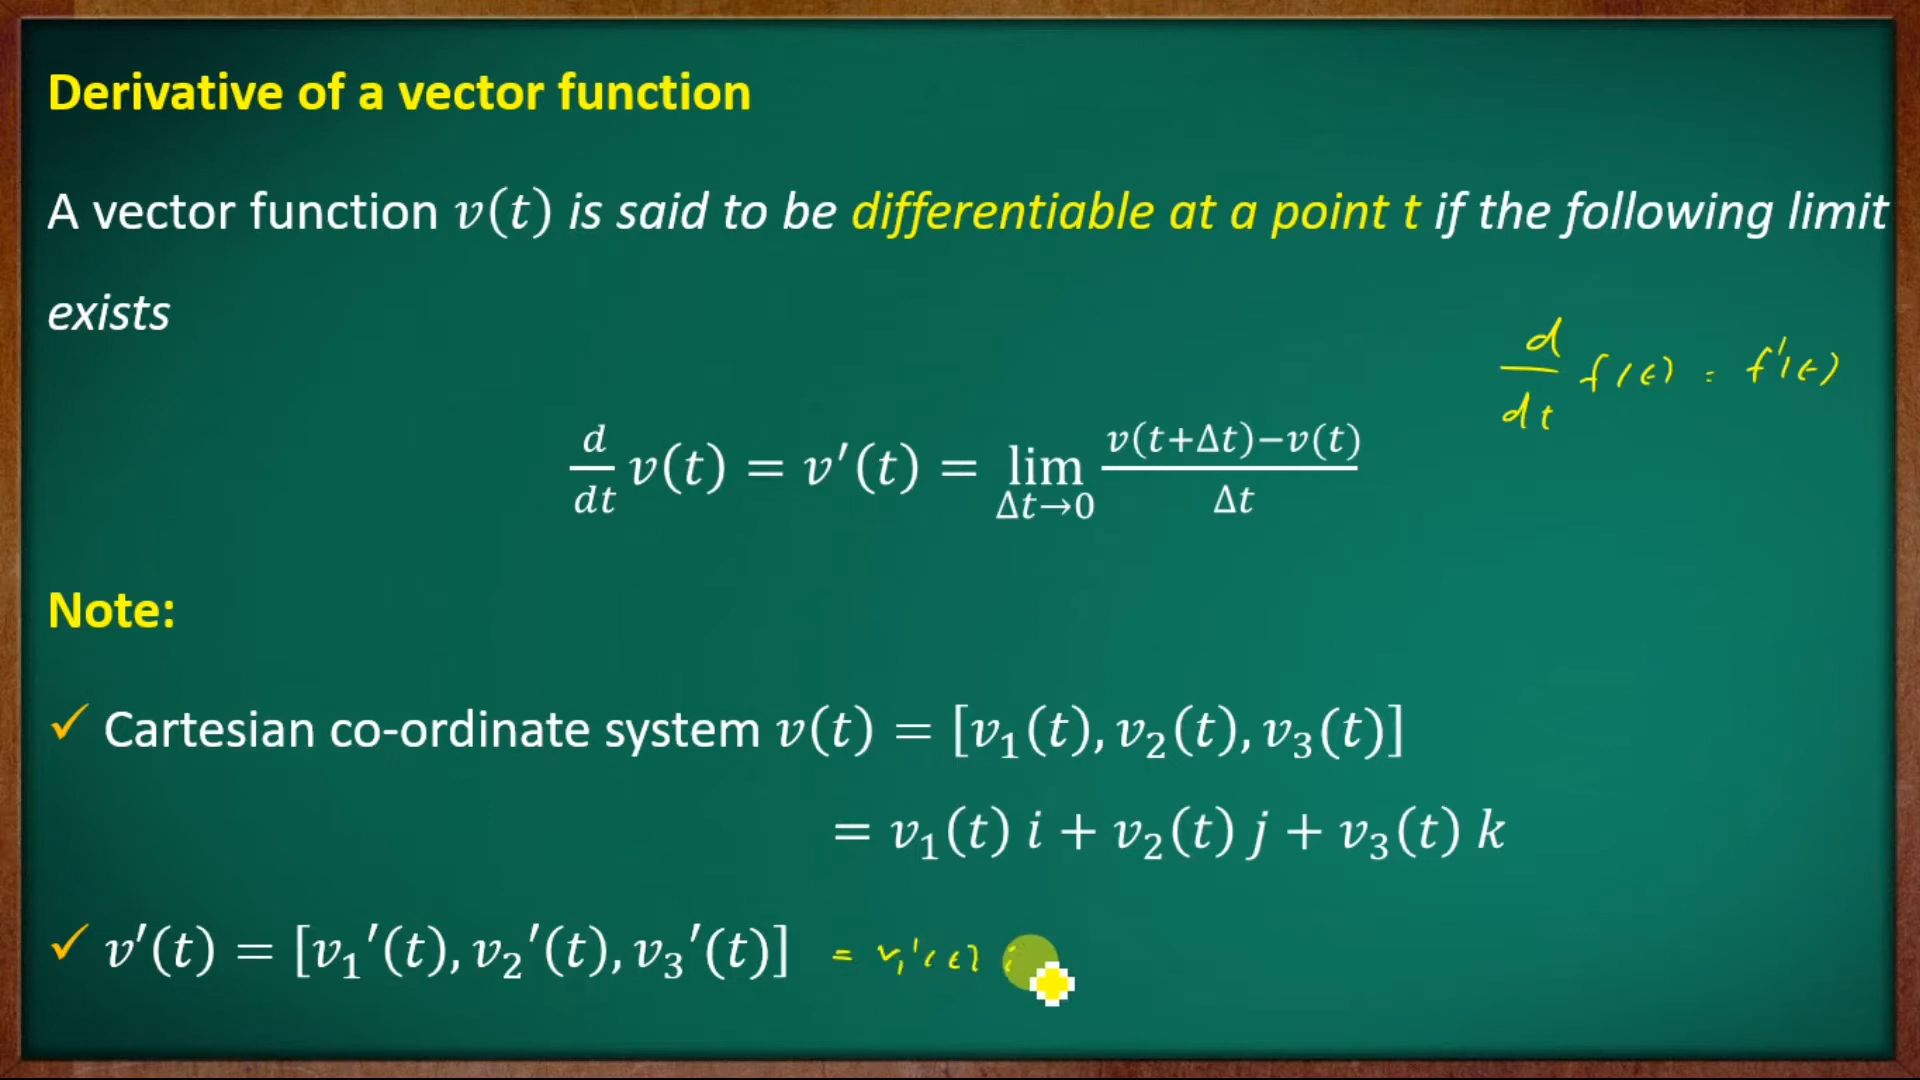 Derivative of a vector function
A vector function v(t) is said to be differentiable at a point t if the following limit
exists
d/dt f(t) = f'(t)
d/dt v(t) = v′(t) = lim Δt→0 v(t+Δt)−v(t)/Δt
Note:
✓ Cartesian co-ordinate system v(t) = [v₁(t), v₂(t), v₃(t)]
= v₁(t) i + v₂(t) j + v₃(t) k
✓ v′(t) = [v₁′(t), v₂′(t), v₃′(t)] = v₁'(t) i